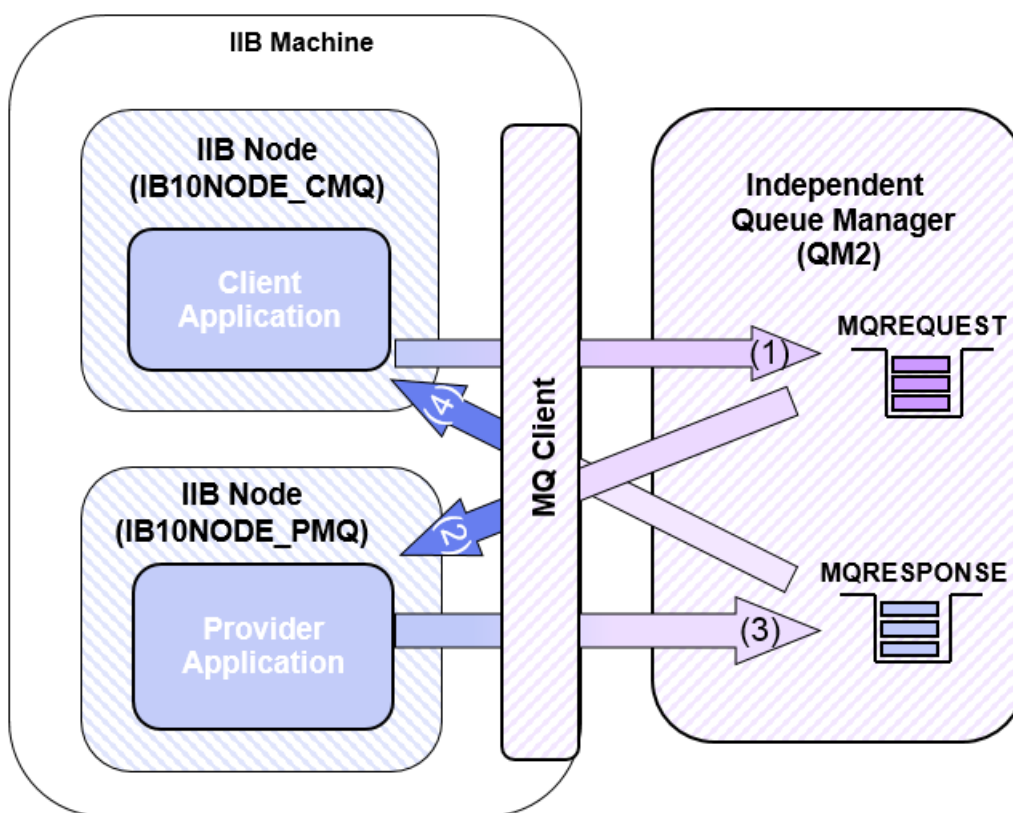 IIB Machine
IIB Node
(IB10NODE_CMQ)
Client
Application
IIB Node
(IB10NODE_PMQ)
Provider
Application
MQ Client
Independent
Queue Manager
(QM2)
MQREQUEST
MQRESPONSE
(1)
(2)
(3)
(4)